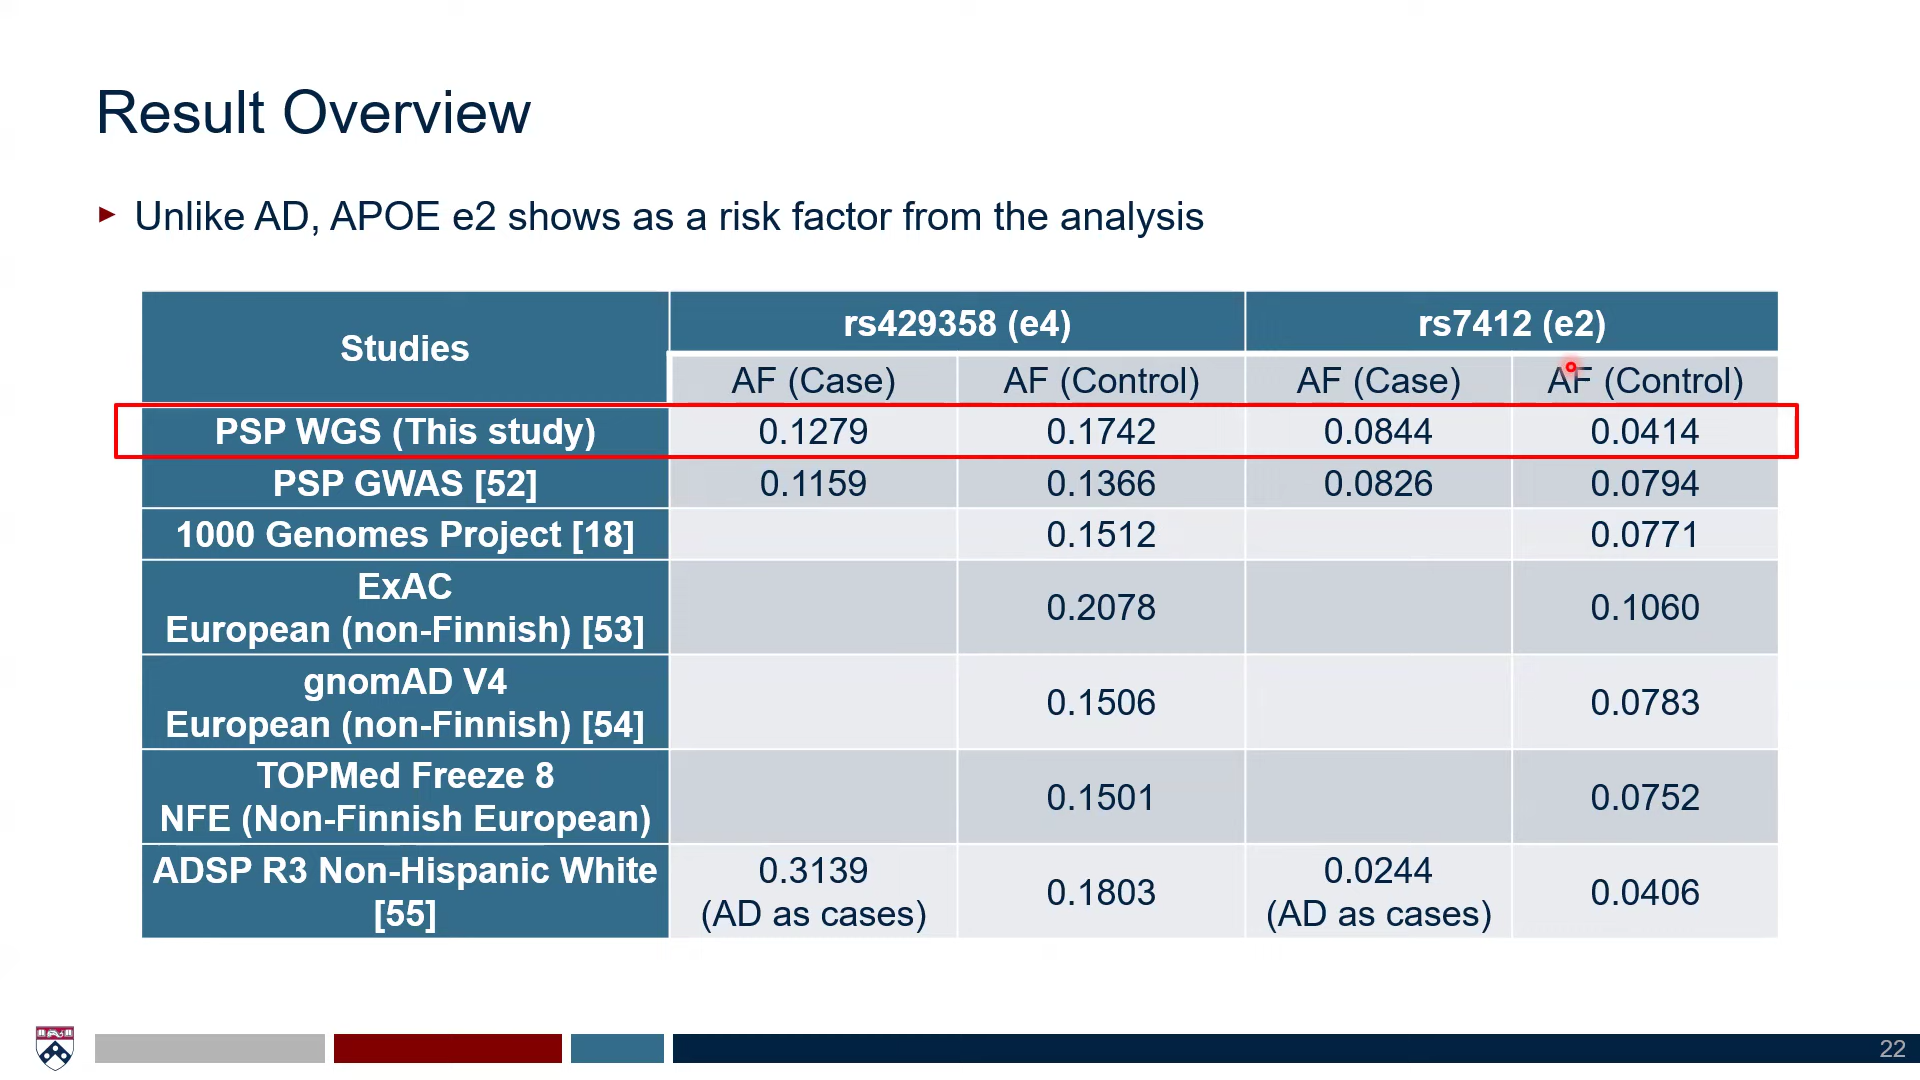 Result Overview
Unlike AD, APOE e2 shows as a risk factor from the analysis
Studies
rs429358 (e4)
rs7412 (e2)
AF (Case)
AF (Control)
AF (Case)
AF (Control)
PSP WGS (This study)
0.1279
0.1742
0.0844
0.0414
PSP GWAS [52]
0.1159
0.1366
0.0826
0.0794
1000 Genomes Project [18]
0.1512
0.0771
ExAC
European (non-Finnish) [53]
0.2078
0.1060
gnomAD V4
European (non-Finnish) [54]
0.1506
0.0783
TOPMed Freeze 8
NFE (Non-Finnish European)
0.1501
0.0752
ADSP R3 Non-Hispanic White
[55]
0.3139
(AD as cases)
0.1803
0.0244
(AD as cases)
0.0406
22